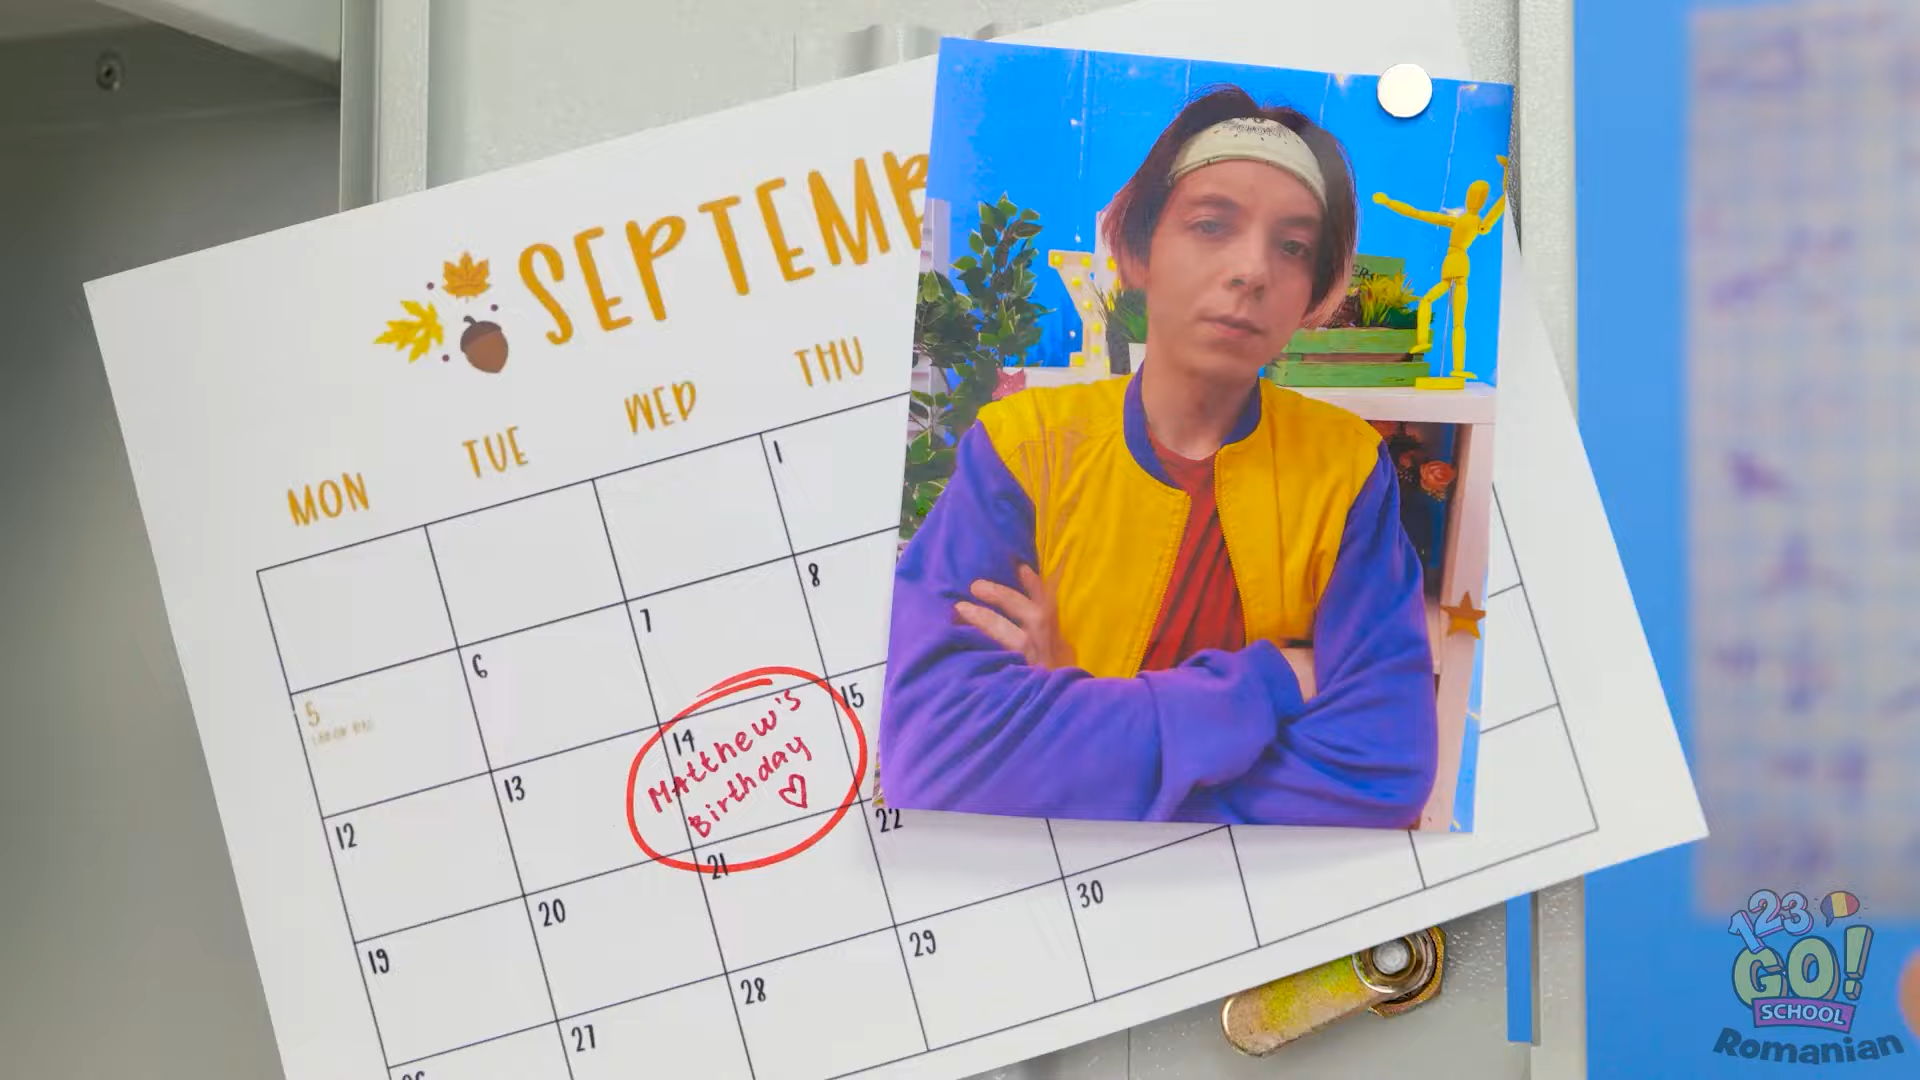 SEPTEMB
MON TUE WED THU
1
5 6 7 8
12 13 14 15
Matthew's
Birthday
19 20 21 22
27 28 29 30
123
GO!
SCHOOL
Romanian